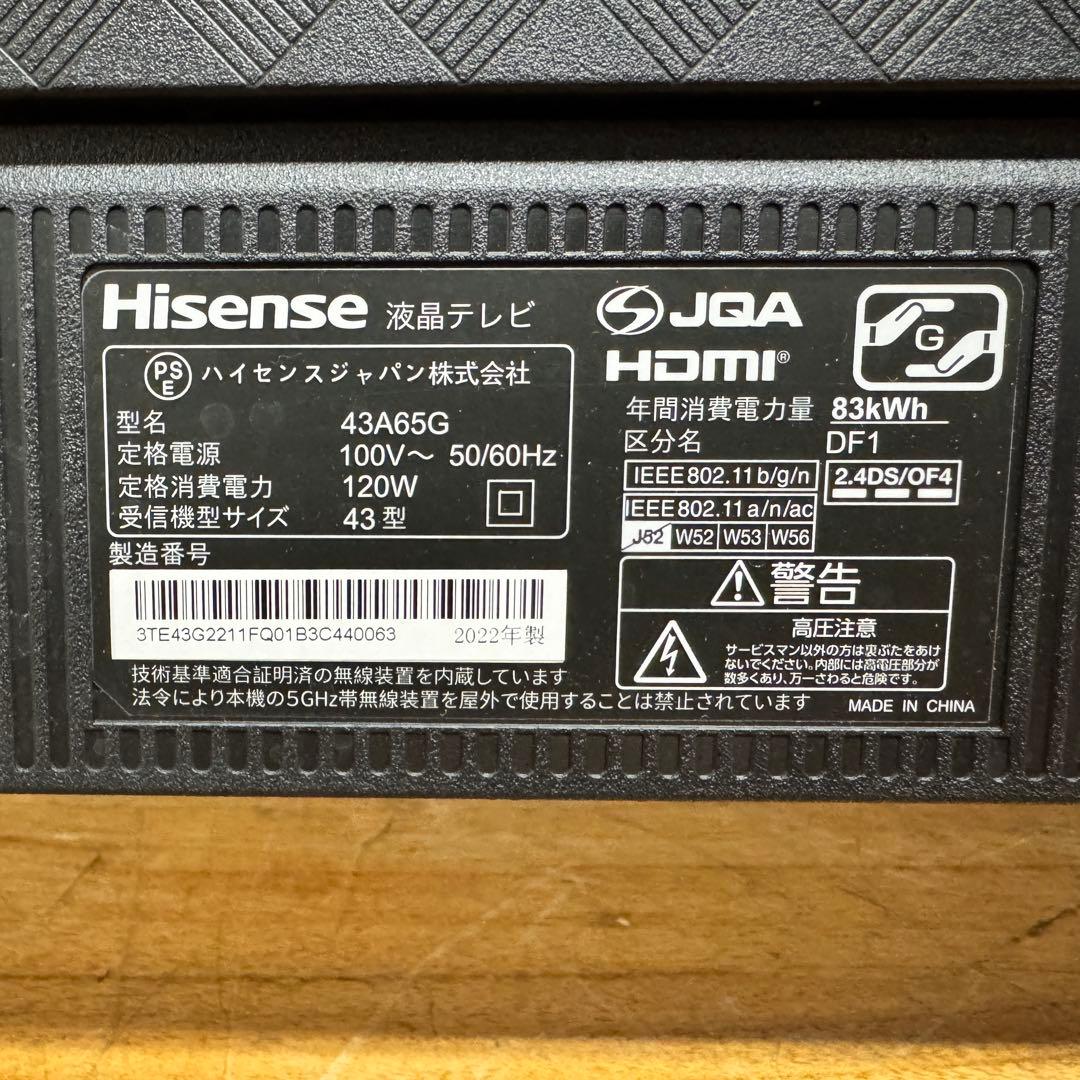 Hisense 液晶テレビ
PSE ハイセンスジャパン株式会社
型名 43A65G
定格電源 100V〜 50/60Hz
定格消費電力 120W
受信機型サイズ 43型
製造番号
3TE43G2211FQ01B3C440063 2022年製
技術基準適合証明済の無線装置を内蔵しています
法令により本機の5GHz帯無線装置を屋外で使用することは禁止されています
JQA
HDMI®
G
年間消費電力量 83kWh
区分名 DF1
IEEE802.11b/g/n 2.4DS/OF4
IEEE802.11a/n/ac
J52 W52 W53 W56
警告
高圧注意
サービスマン以外の方は裏ぶたをあけ
ないでください。内部には高電圧部分が
数多くあり、万一さわると危険です。
MADE IN CHINA